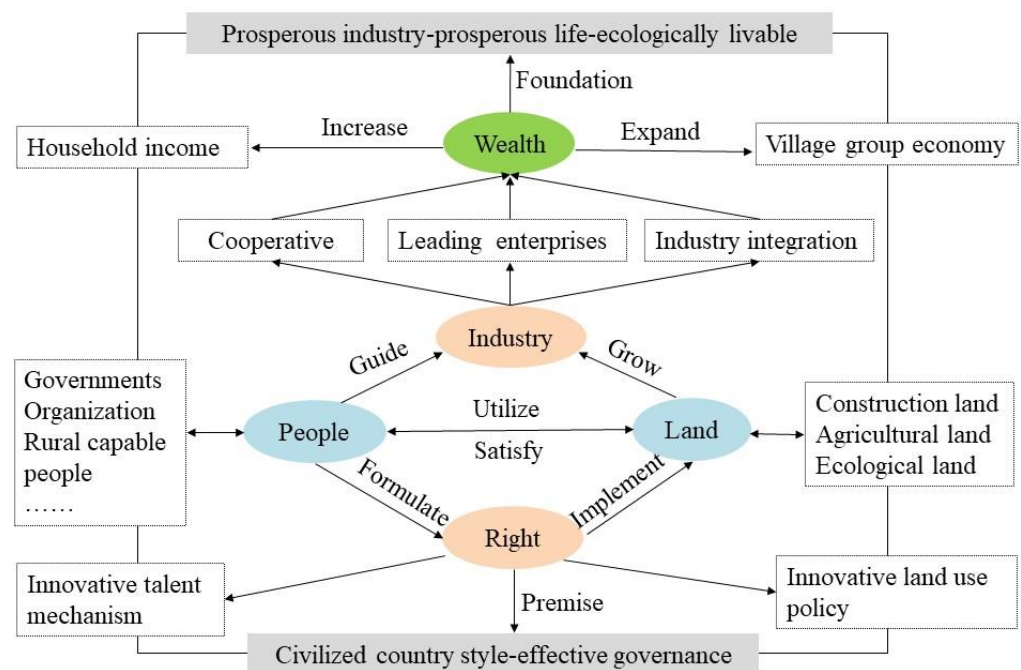 Prosperous industry-prosperous life-ecologically livable
Foundation
Increase
Wealth
Expand
Household income
Village group economy
Cooperative
Leading enterprises
Industry integration
Industry
Guide
Grow
Governments
Organization
Rural capable
people
……
People
Utilize
Satisfy
Land
Construction land
Agricultural land
Ecological land
Formulate
Implement
Right
Innovative talent
mechanism
Premise
Innovative land use
policy
Civilized country style-effective governance